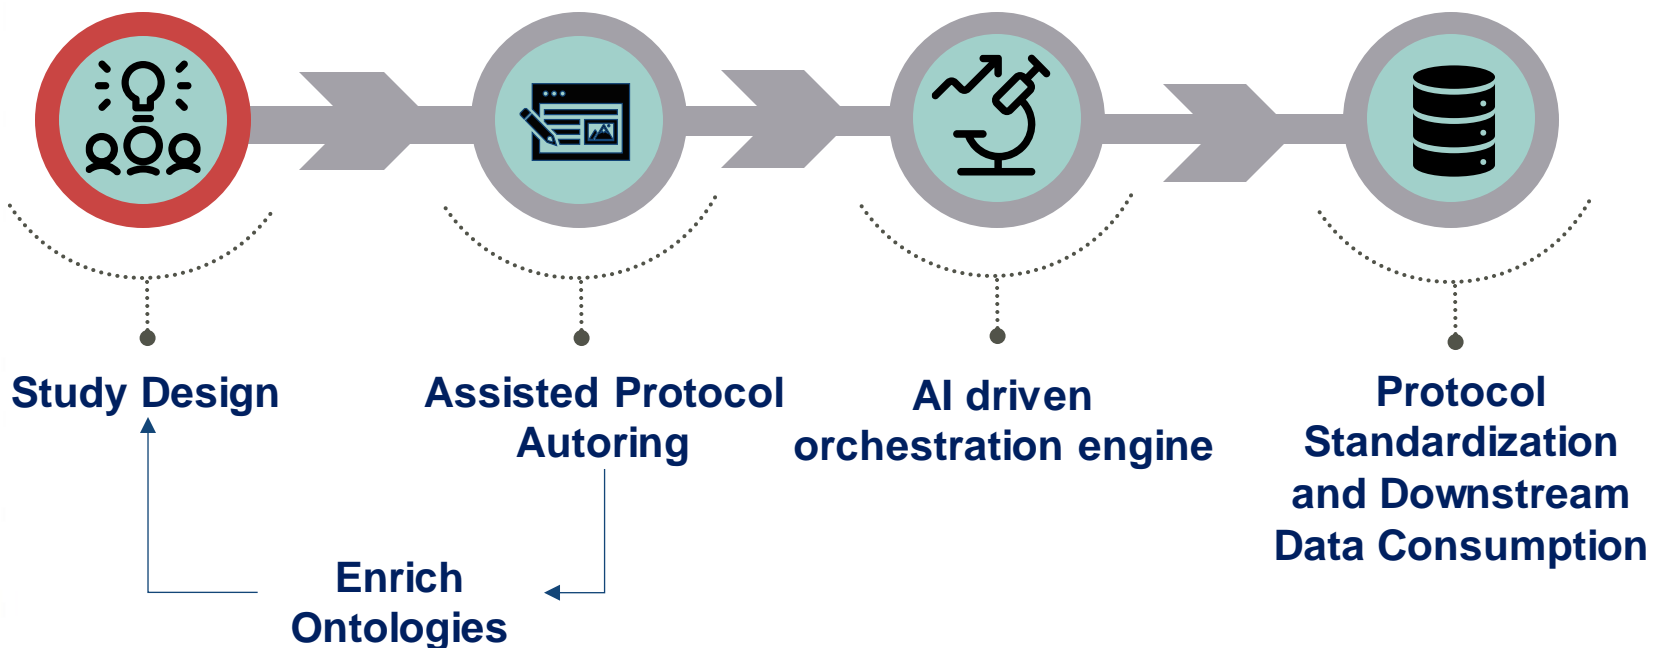 Study Design
Assisted Protocol
Autoring
AI driven
orchestration engine
Protocol
Standardization
and Downstream
Data Consumption
Enrich
Ontologies